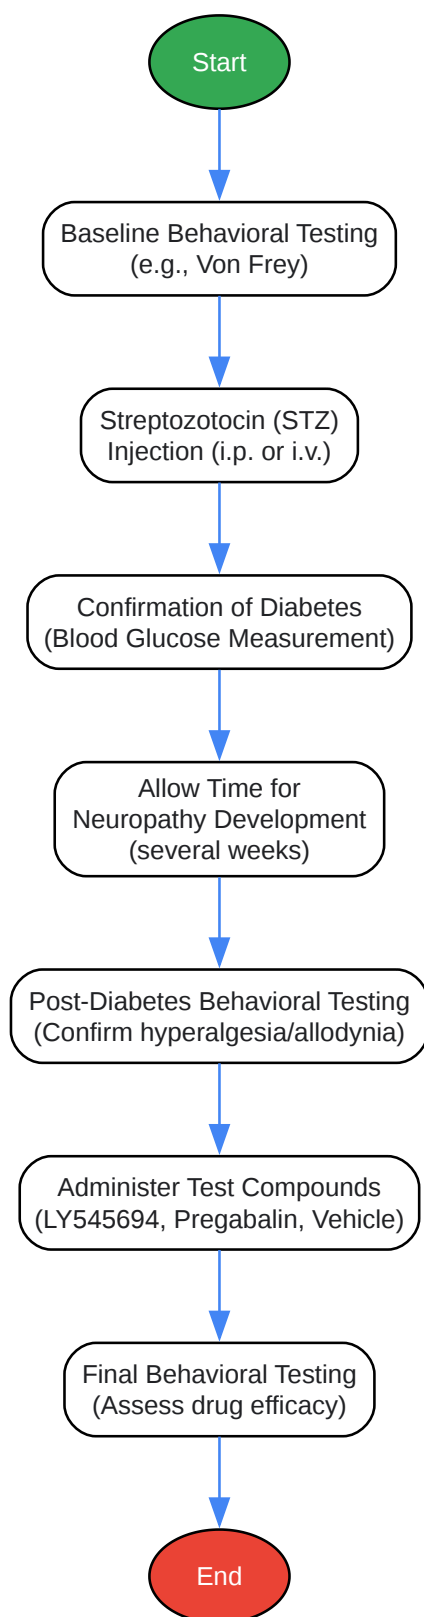 Start
Baseline Behavioral Testing
(e.g., Von Frey)
Streptozotocin (STZ)
Injection (i.p. or i.v.)
Confirmation of Diabetes
(Blood Glucose Measurement)
Allow Time for
Neuropathy Development
(several weeks)
Post-Diabetes Behavioral Testing
(Confirm hyperalgesia/allodynia)
Administer Test Compounds
(LY545694, Pregabalin, Vehicle)
Final Behavioral Testing
(Assess drug efficacy)
End